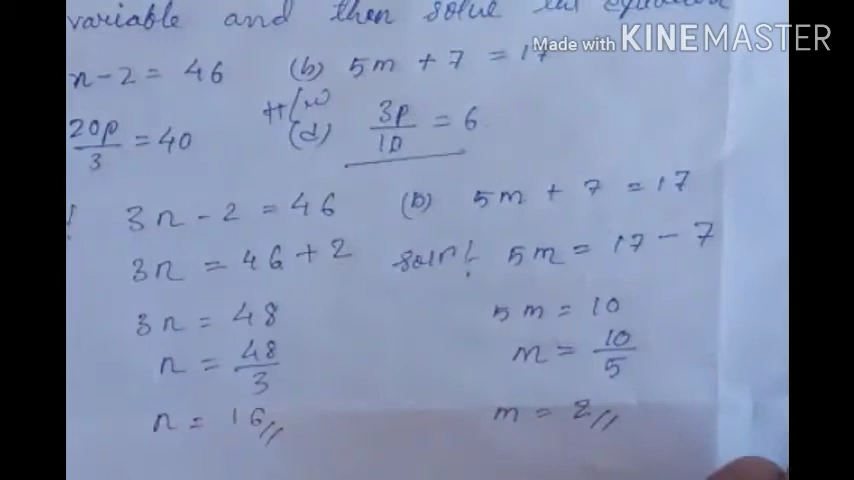 variable and then solve the equation
Made with KINEMASTER
n - 2 = 46 (b) 5m + 7 = 17
H/W
20p/3 = 40 (d) 3p/10 = 6
! 3n - 2 = 46 (b) 5m + 7 = 17
3n = 46 + 2 soln! 5m = 17 - 7
3n = 48 5m = 10
n = 48/3 m = 10/5
n = 16// m = 2//